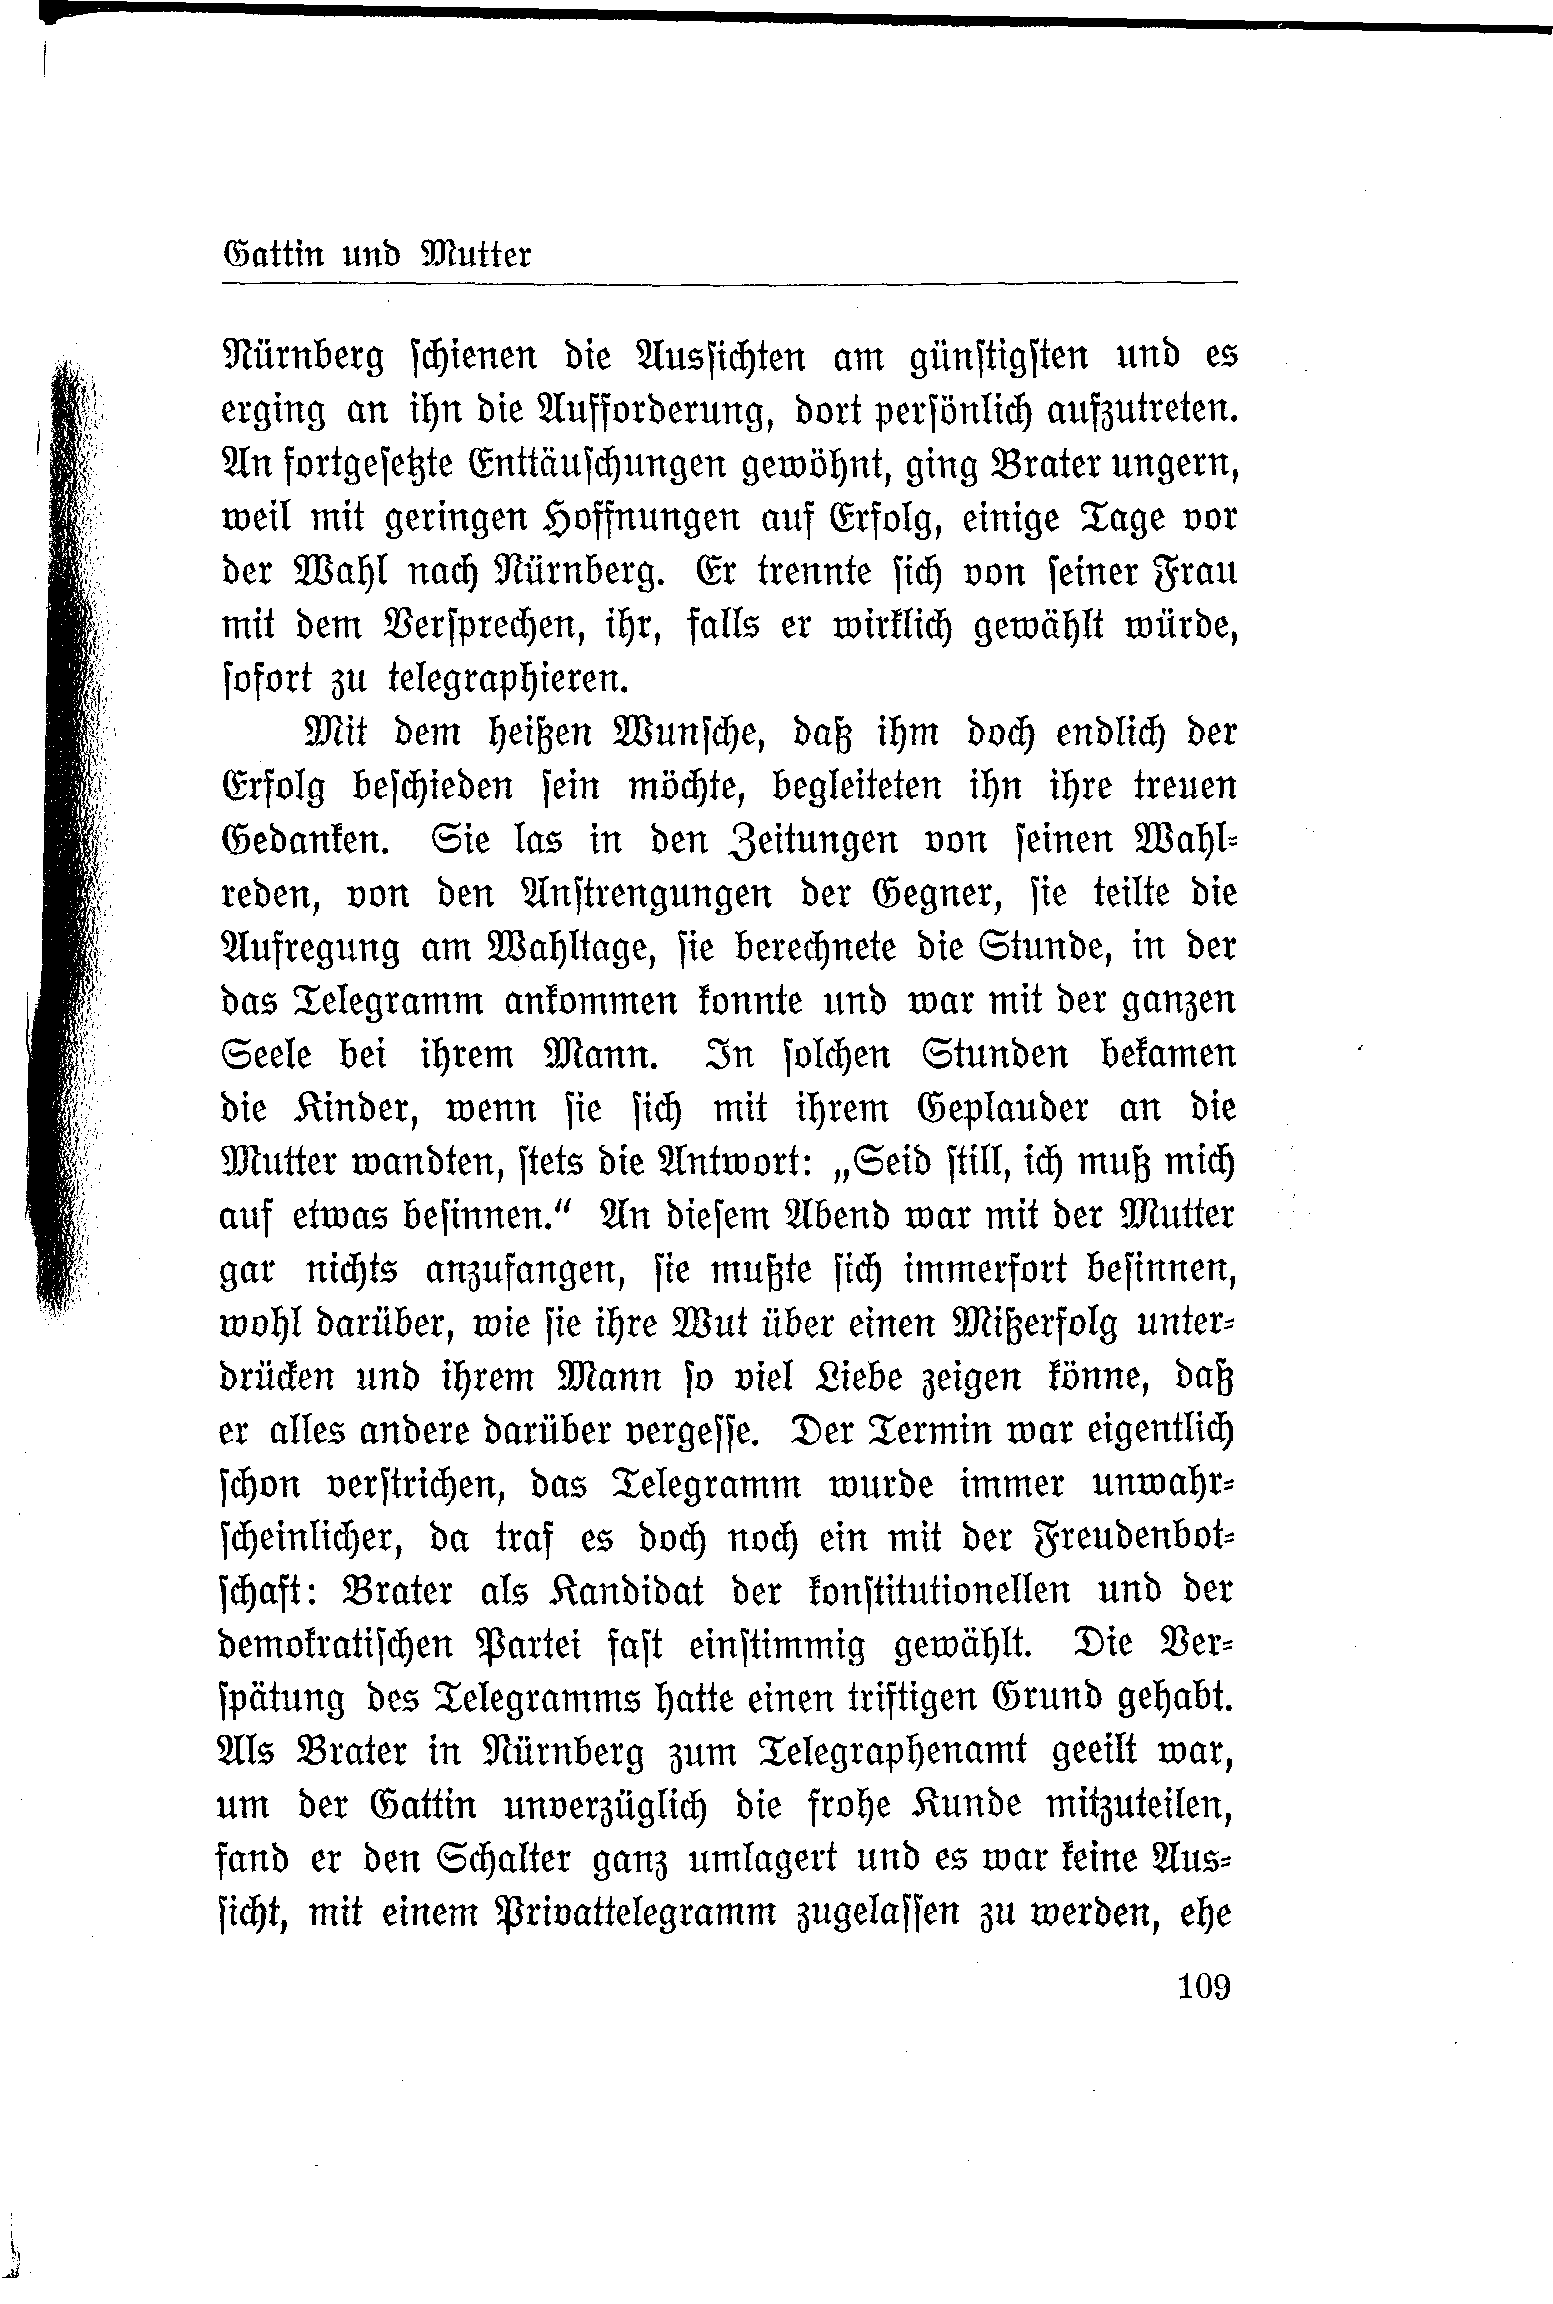 Gattin und Mutter
Nürnberg schienen die Aussichten am günstigsten und es
erging an ihn die Aufforderung, dort persönlich aufzutreten.
An fortgesetzte Enttäuschungen gewöhnt, ging Brater ungern,
weil mit geringen Hoffnungen auf Erfolg, einige Tage vor
der Wahl nach Nürnberg. Er trennte sich von seiner Frau
mit dem Versprechen, ihr, falls er wirklich gewählt würde,
sofort zu telegraphieren.
Mit dem heißen Wunsche, daß ihm doch endlich der
Erfolg beschieden sein möchte, begleiteten ihn ihre treuen
Gedanken. Sie las in den Zeitungen von seinen Wahl-
reden, von den Anstrengungen der Gegner, sie teilte die
Aufregung am Wahltage, sie berechnete die Stunde, in der
das Telegramm ankommen konnte und war mit der ganzen
Seele bei ihrem Mann. In solchen Stunden bekamen
die Kinder, wenn sie sich mit ihrem Geplauder an die
Mutter wandten, stets die Antwort: „Seid still, ich muß mich
auf etwas besinnen.“ An diesem Abend war mit der Mutter
gar nichts anzufangen, sie mußte sich immerfort besinnen,
wohl darüber, wie sie ihre Wut über einen Mißerfolg unter-
drücken und ihrem Mann so viel Liebe zeigen könne, daß
er alles andere darüber vergesse. Der Termin war eigentlich
schon verstrichen, das Telegramm wurde immer unwahr-
scheinlicher, da traf es doch noch ein mit der Freudenbot-
schaft: Brater als Kandidat der konstitutionellen und der
demokratischen Partei fast einstimmig gewählt. Die Ver-
spätung des Telegramms hatte einen triftigen Grund gehabt.
Als Brater in Nürnberg zum Telegraphenamt geeilt war,
um der Gattin unverzüglich die frohe Kunde mitzuteilen,
fand er den Schalter ganz umlagert und es war keine Aus-
sicht, mit einem Privattelegramm zugelassen zu werden, ehe
109